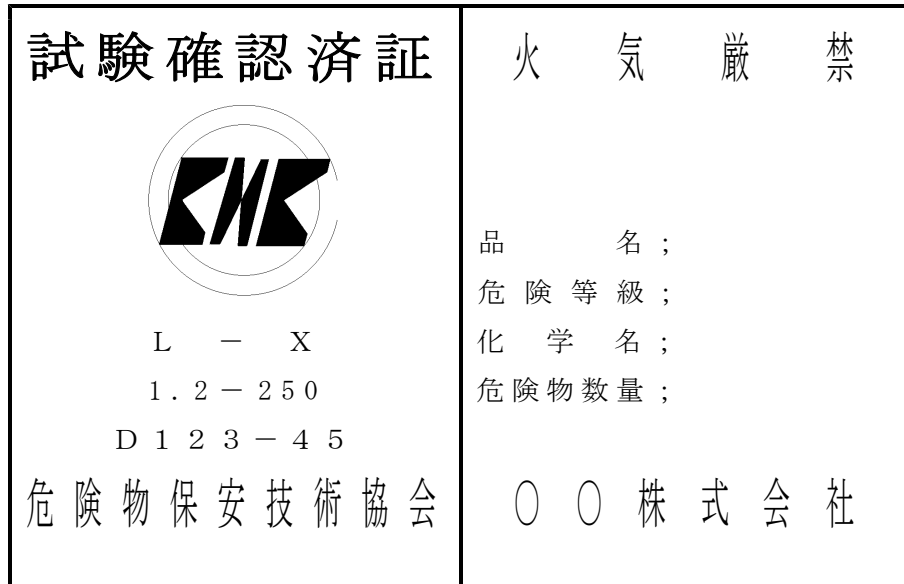 試験確認済証
KHK
L － X
1.2－250
D123－45
危険物保安技術協会
火気厳禁
品名;
危険等級;
化学名;
危険物数量;
○○株式会社